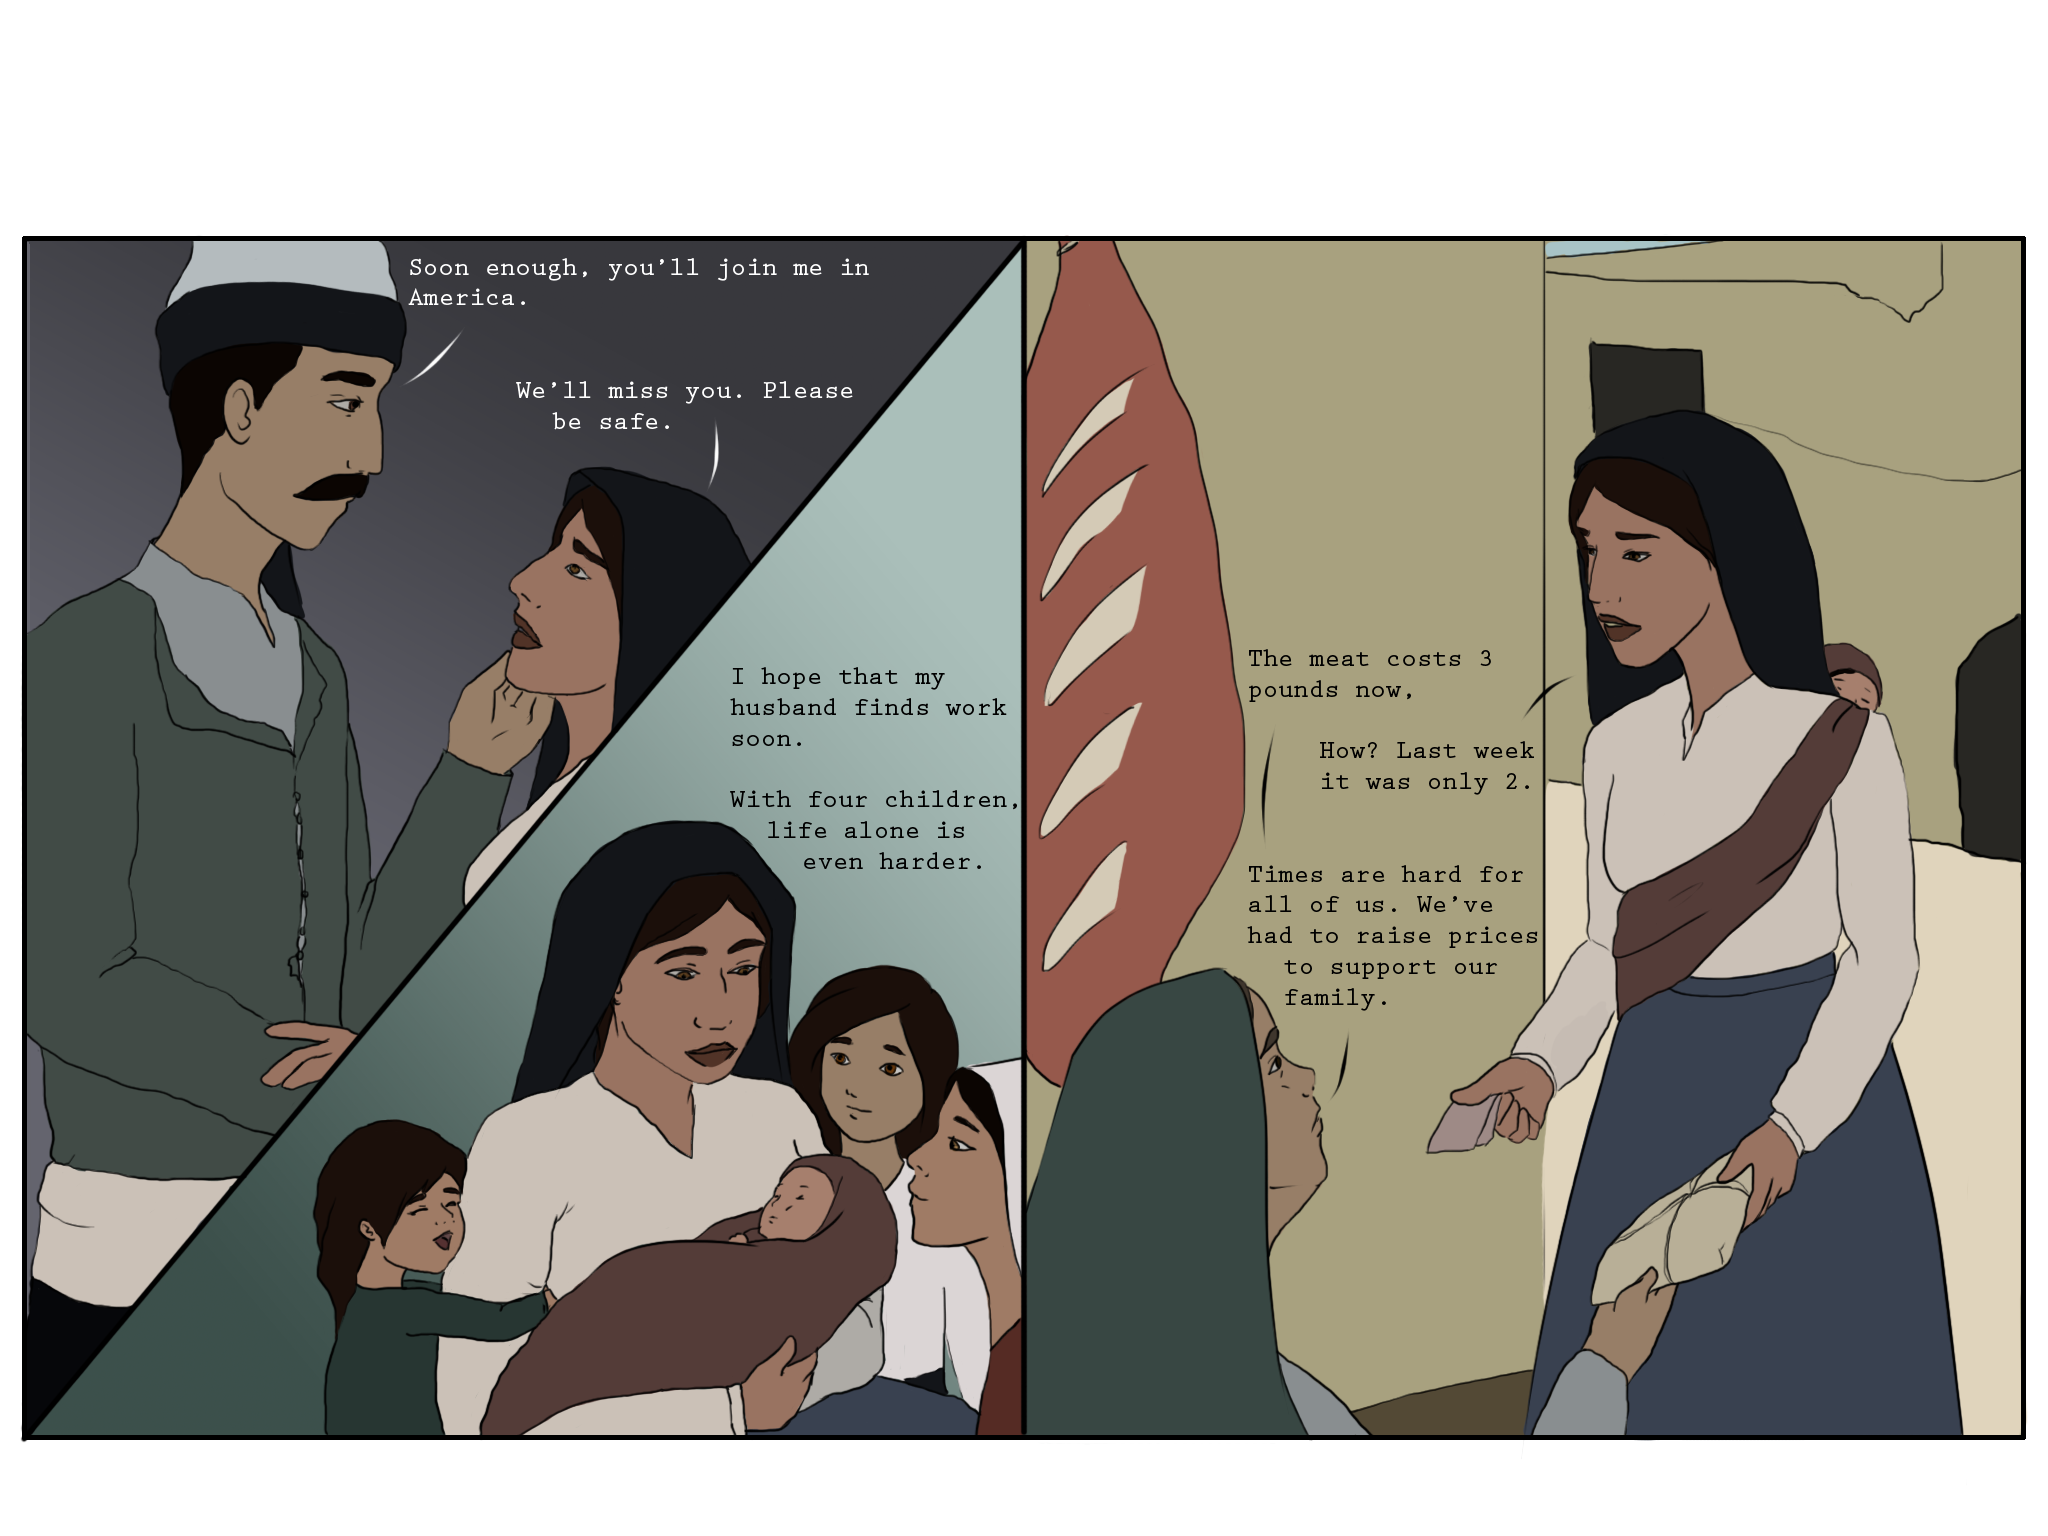 Soon enough, you'll join me in
America.
We'll miss you. Please
be safe.
I hope that my
husband finds work
soon.
With four children,
life alone is
even harder.
The meat costs 3
pounds now,
How? Last week
it was only 2.
Times are hard for
all of us. We've
had to raise prices
to support our
family.